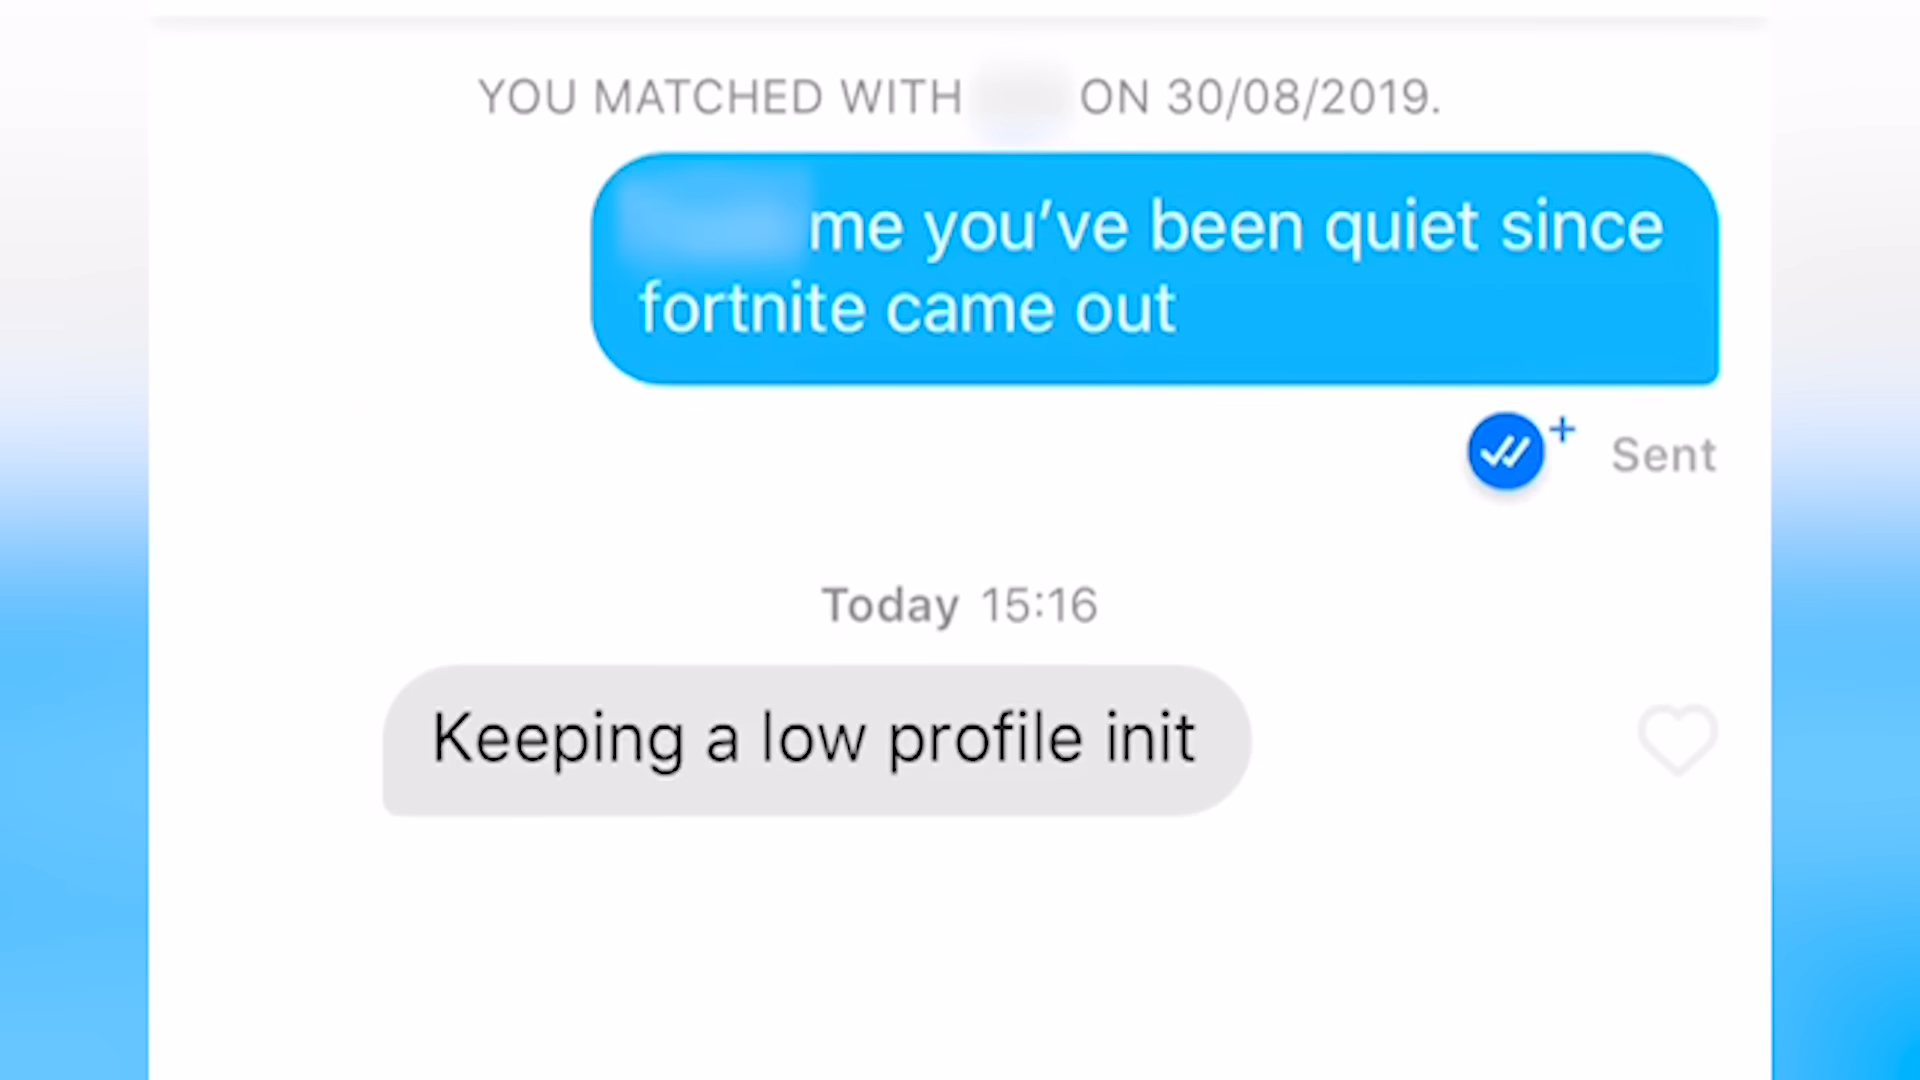 YOU MATCHED WITH ON 30/08/2019.
me you've been quiet since
fortnite came out
Sent
Today 15:16
Keeping a low profile init